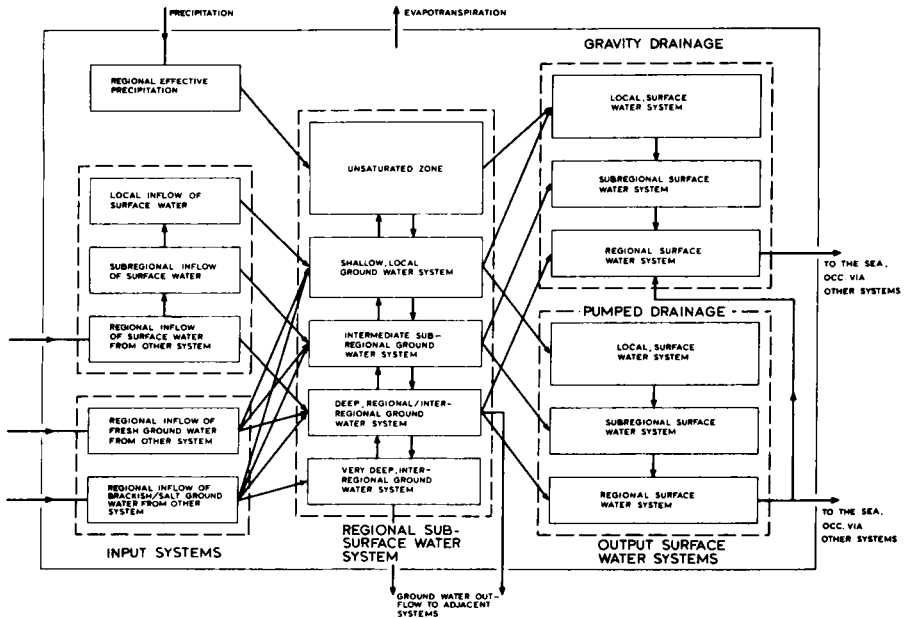 PRECIPITATION
EVAPOTRANSPIRATION
GRAVITY DRAINAGE
REGIONAL EFFECTIVE
PRECIPITATION
LOCAL, SURFACE
WATER SYSTEM
UNSATURATED ZONE
SUBREGIONAL SURFACE
WATER SYSTEM
LOCAL INFLOW OF
SURFACE WATER
SHALLOW, LOCAL
GROUND WATER SYSTEM
REGIONAL SURFACE
WATER SYSTEM
SUBREGIONAL INFLOW
OF SURFACE WATER
TO THE SEA,
OCC. VIA
OTHER SYSTEMS
REGIONAL INFLOW
OF SURFACE WATER
FROM OTHER SYSTEM
INTERMEDIATE SUB-
REGIONAL GROUND
WATER SYSTEM
PUMPED DRAINAGE
LOCAL, SURFACE
WATER SYSTEM
DEEP, REGIONAL/INTER-
REGIONAL GROUND
WATER SYSTEM
REGIONAL INFLOW OF
FRESH GROUND WATER
FROM OTHER SYSTEM
SUBREGIONAL SURFACE
WATER SYSTEM
VERY DEEP, INTER-
REGIONAL GROUND
WATER SYSTEM
REGIONAL INFLOW OF
BRACKISH/SALT GROUND
WATER FROM OTHER
SYSTEM
REGIONAL SURFACE
WATER SYSTEM
TO THE SEA,
OCC. VIA
OTHER SYSTEMS
INPUT SYSTEMS
REGIONAL SUB-
SURFACE WATER
SYSTEM
OUTPUT SURFACE
WATER SYSTEMS
GROUND WATER OUT-
FLOW TO ADJACENT
SYSTEMS